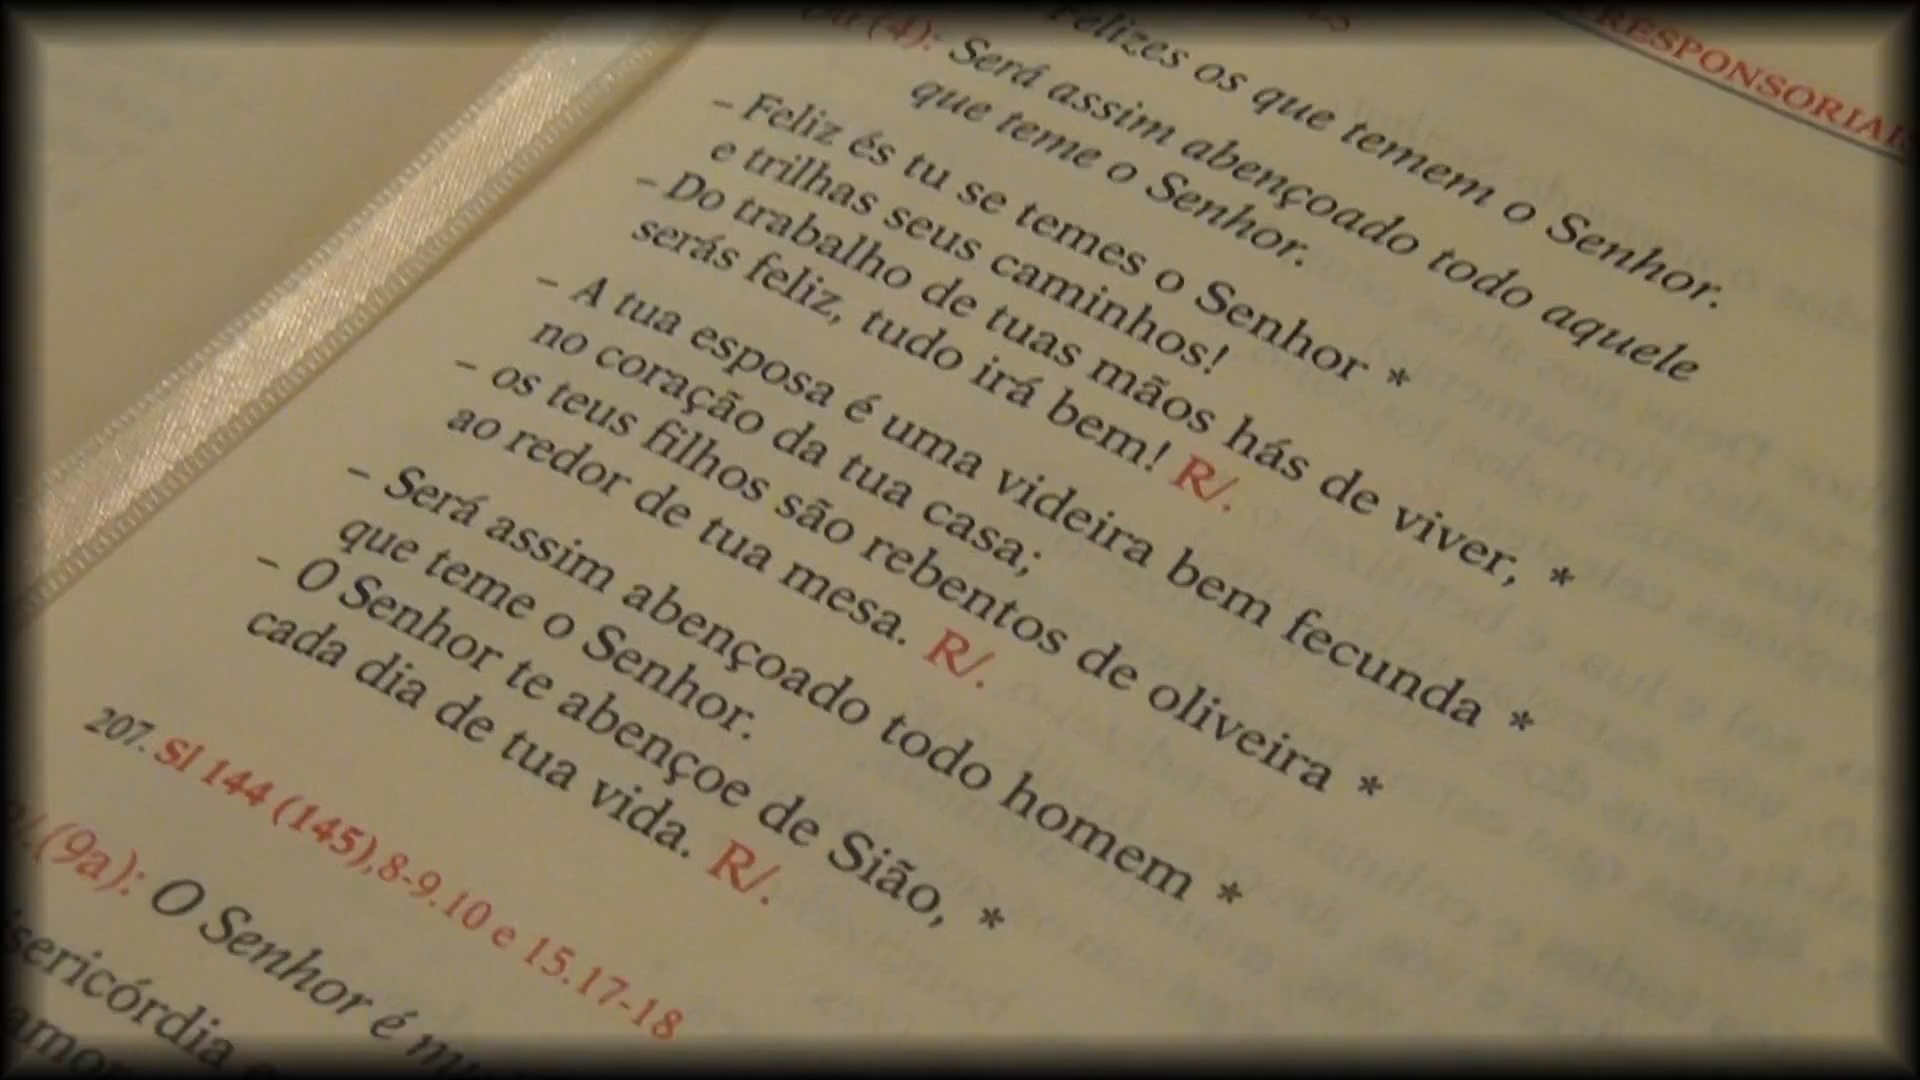 RESPONSORIAIS
Felizes os que temem o Senhor.
(4): Será assim abençoado todo aquele
que teme o Senhor.
– Feliz és tu se temes o Senhor *
e trilhas seus caminhos!
– Do trabalho de tuas mãos hás de viver, *
serás feliz, tudo irá bem! R/.
– A tua esposa é uma videira bem fecunda *
no coração da tua casa;
– os teus filhos são rebentos de oliveira *
ao redor de tua mesa. R/.
– Será assim abençoado todo homem *
que teme o Senhor.
– O Senhor te abençoe de Sião, *
cada dia de tua vida. R/.
207. Sl 144 (145),8-9.10 e 15.17-18
(9a): O Senhor é